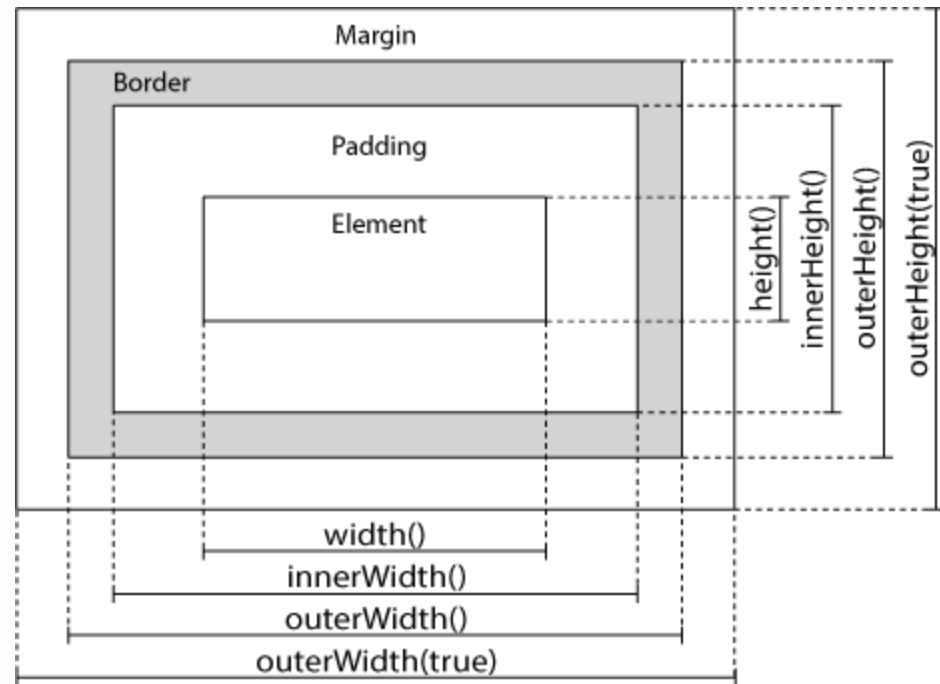 Margin
Border
Padding
Element
height()
innerHeight()
outerHeight()
outerHeight(true)
width()
innerWidth()
outerWidth()
outerWidth(true)